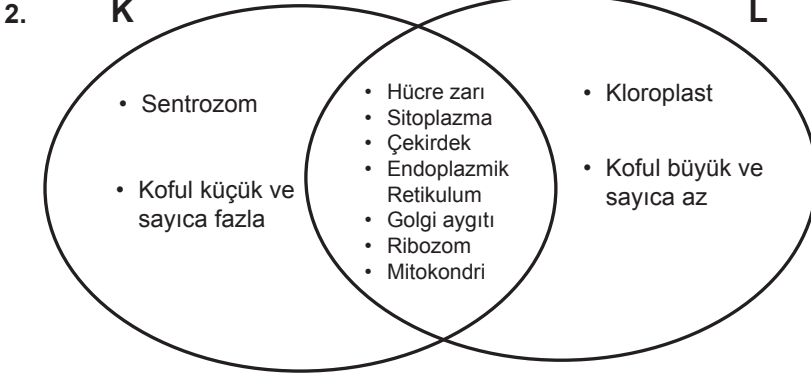 2.
K
L
• Sentrozom
• Koful küçük ve
sayıca fazla
• Hücre zarı
• Sitoplazma
• Çekirdek
• Endoplazmik
Retikulum
• Golgi aygıtı
• Ribozom
• Mitokondri
• Kloroplast
• Koful büyük ve
sayıca az